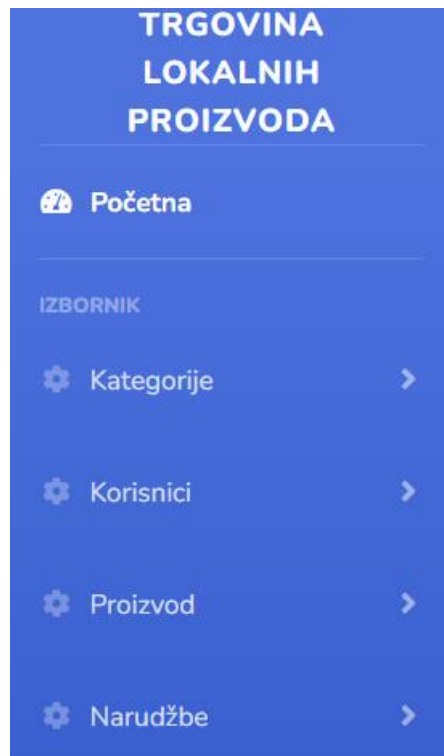 TRGOVINA
LOKALNIH
PROIZVODA
Početna
IZBORNIK
Kategorije
Korisnici
Proizvod
Narudžbe